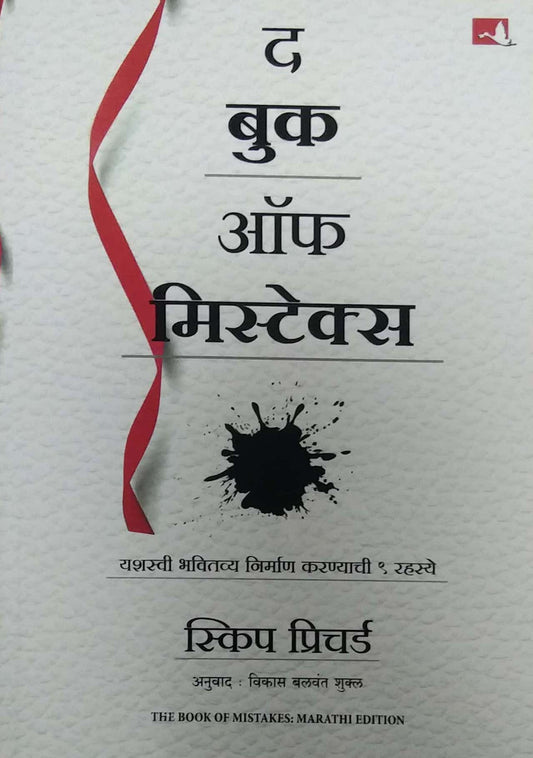 द
बुक
ऑफ
मिस्टेक्स
यशस्वी भवितव्य निर्माण करण्याची ९ रहस्ये
स्किप प्रिचर्ड
अनुवाद : विकास बलवंत शुक्ल
THE BOOK OF MISTAKES: MARATHI EDITION